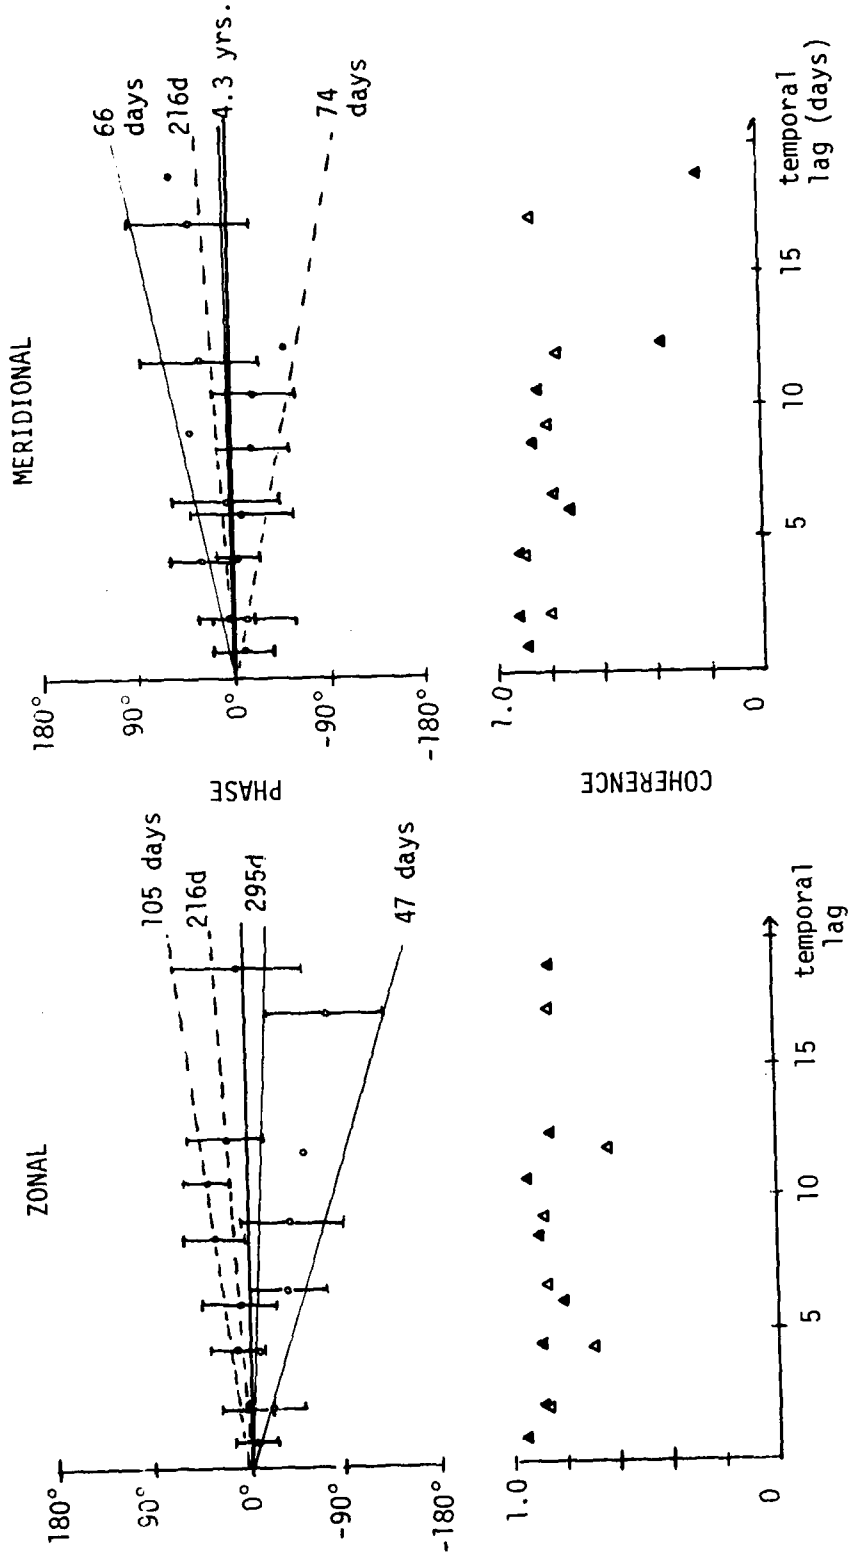 ZONAL
180°
90°
0°
-90°
-180°
105 days
216d
295d
47 days
1.0
0
5
10
15
temporal
lag
MERIDIONAL
PHASE
180°
90°
0°
-90°
-180°
66
days
216d
4.3 yrs.
74
days
COHERENCE
1.0
0
5
10
15
temporal
lag (days)